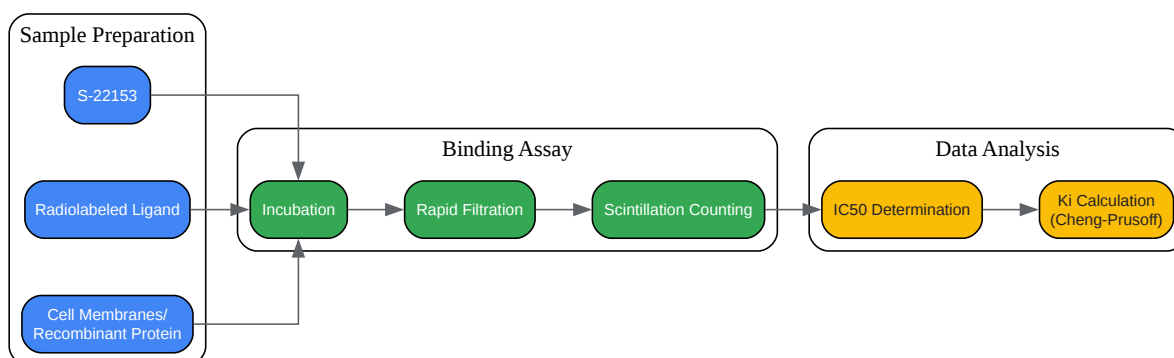 Sample Preparation
S-22153
Radiolabeled Ligand
Cell Membranes/
Recombinant Protein
Binding Assay
Incubation
Rapid Filtration
Scintillation Counting
Data Analysis
IC50 Determination
Ki Calculation
(Cheng-Prusoff)